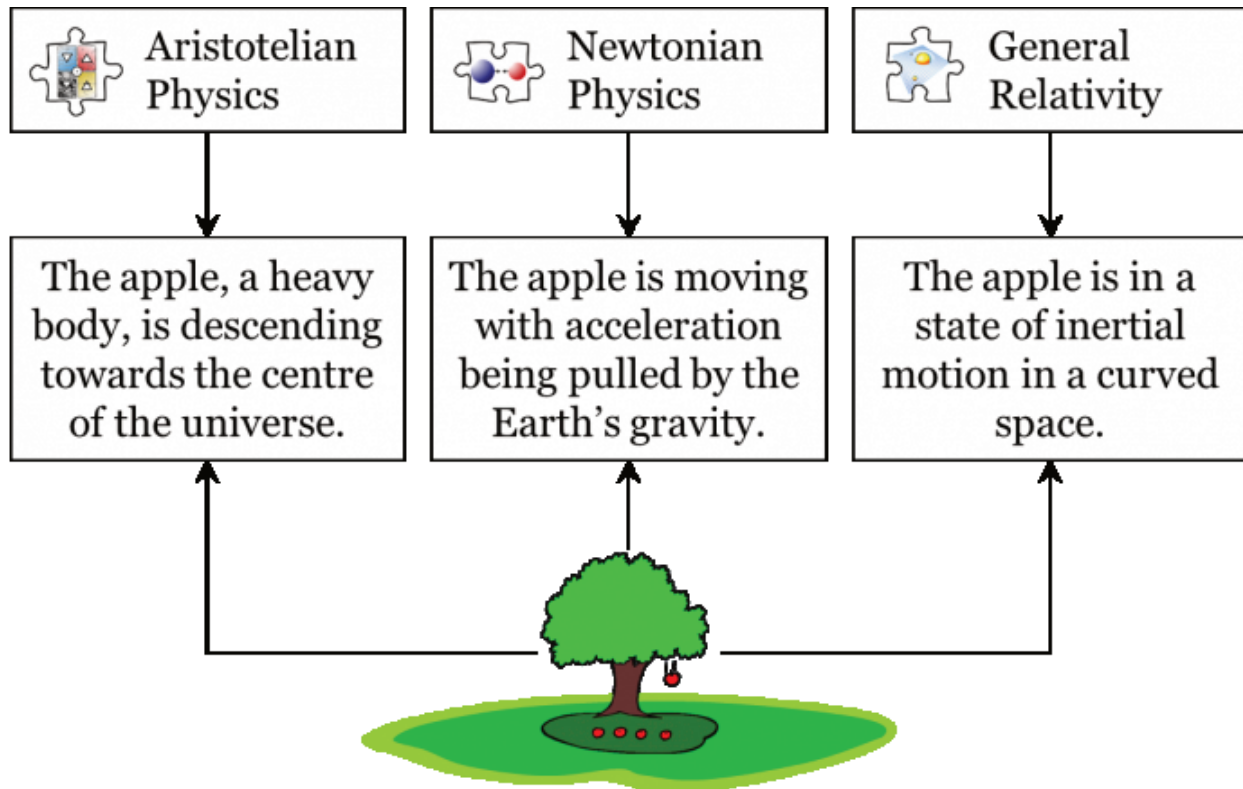 Aristotelian
Physics
Newtonian
Physics
General
Relativity
The apple, a heavy
body, is descending
towards the centre
of the universe.
The apple is moving
with acceleration
being pulled by the
Earth’s gravity.
The apple is in a
state of inertial
motion in a curved
space.